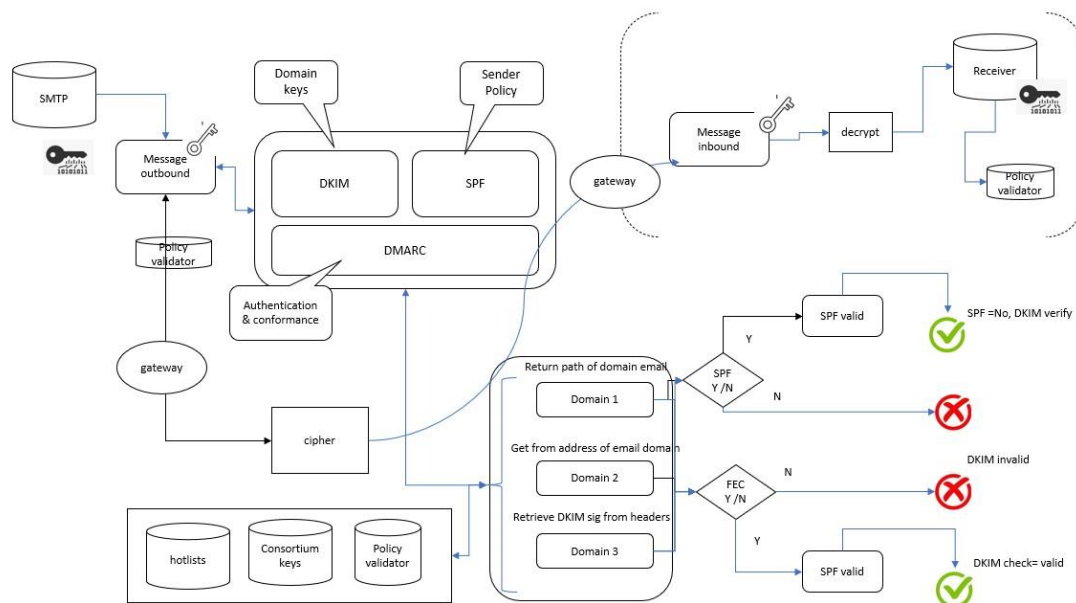 SMTP
10101011
Message
outbound
Policy
validator
gateway
cipher
Domain
keys
Sender
Policy
DKIM
SPF
DMARC
Authentication
& conformance
gateway
Message
inbound
decrypt
Receiver
10101011
Policy
validator
hotlists
Consortium
keys
Policy
validator
Return path of domain email
Domain 1
Get from address of email domain
Domain 2
Retrieve DKIM sig from headers
Domain 3
SPF
Y /N
Y
N
SPF valid
SPF =No, DKIM verify
FEC
Y /N
N
Y
DKIM invalid
SPF valid
DKIM check= valid